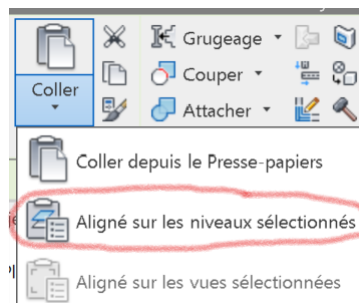 Grugeage
Couper
Coller
Attacher
Coller depuis le Presse-papiers
Aligné sur les niveaux sélectionnés
Aligné sur les vues sélectionnées